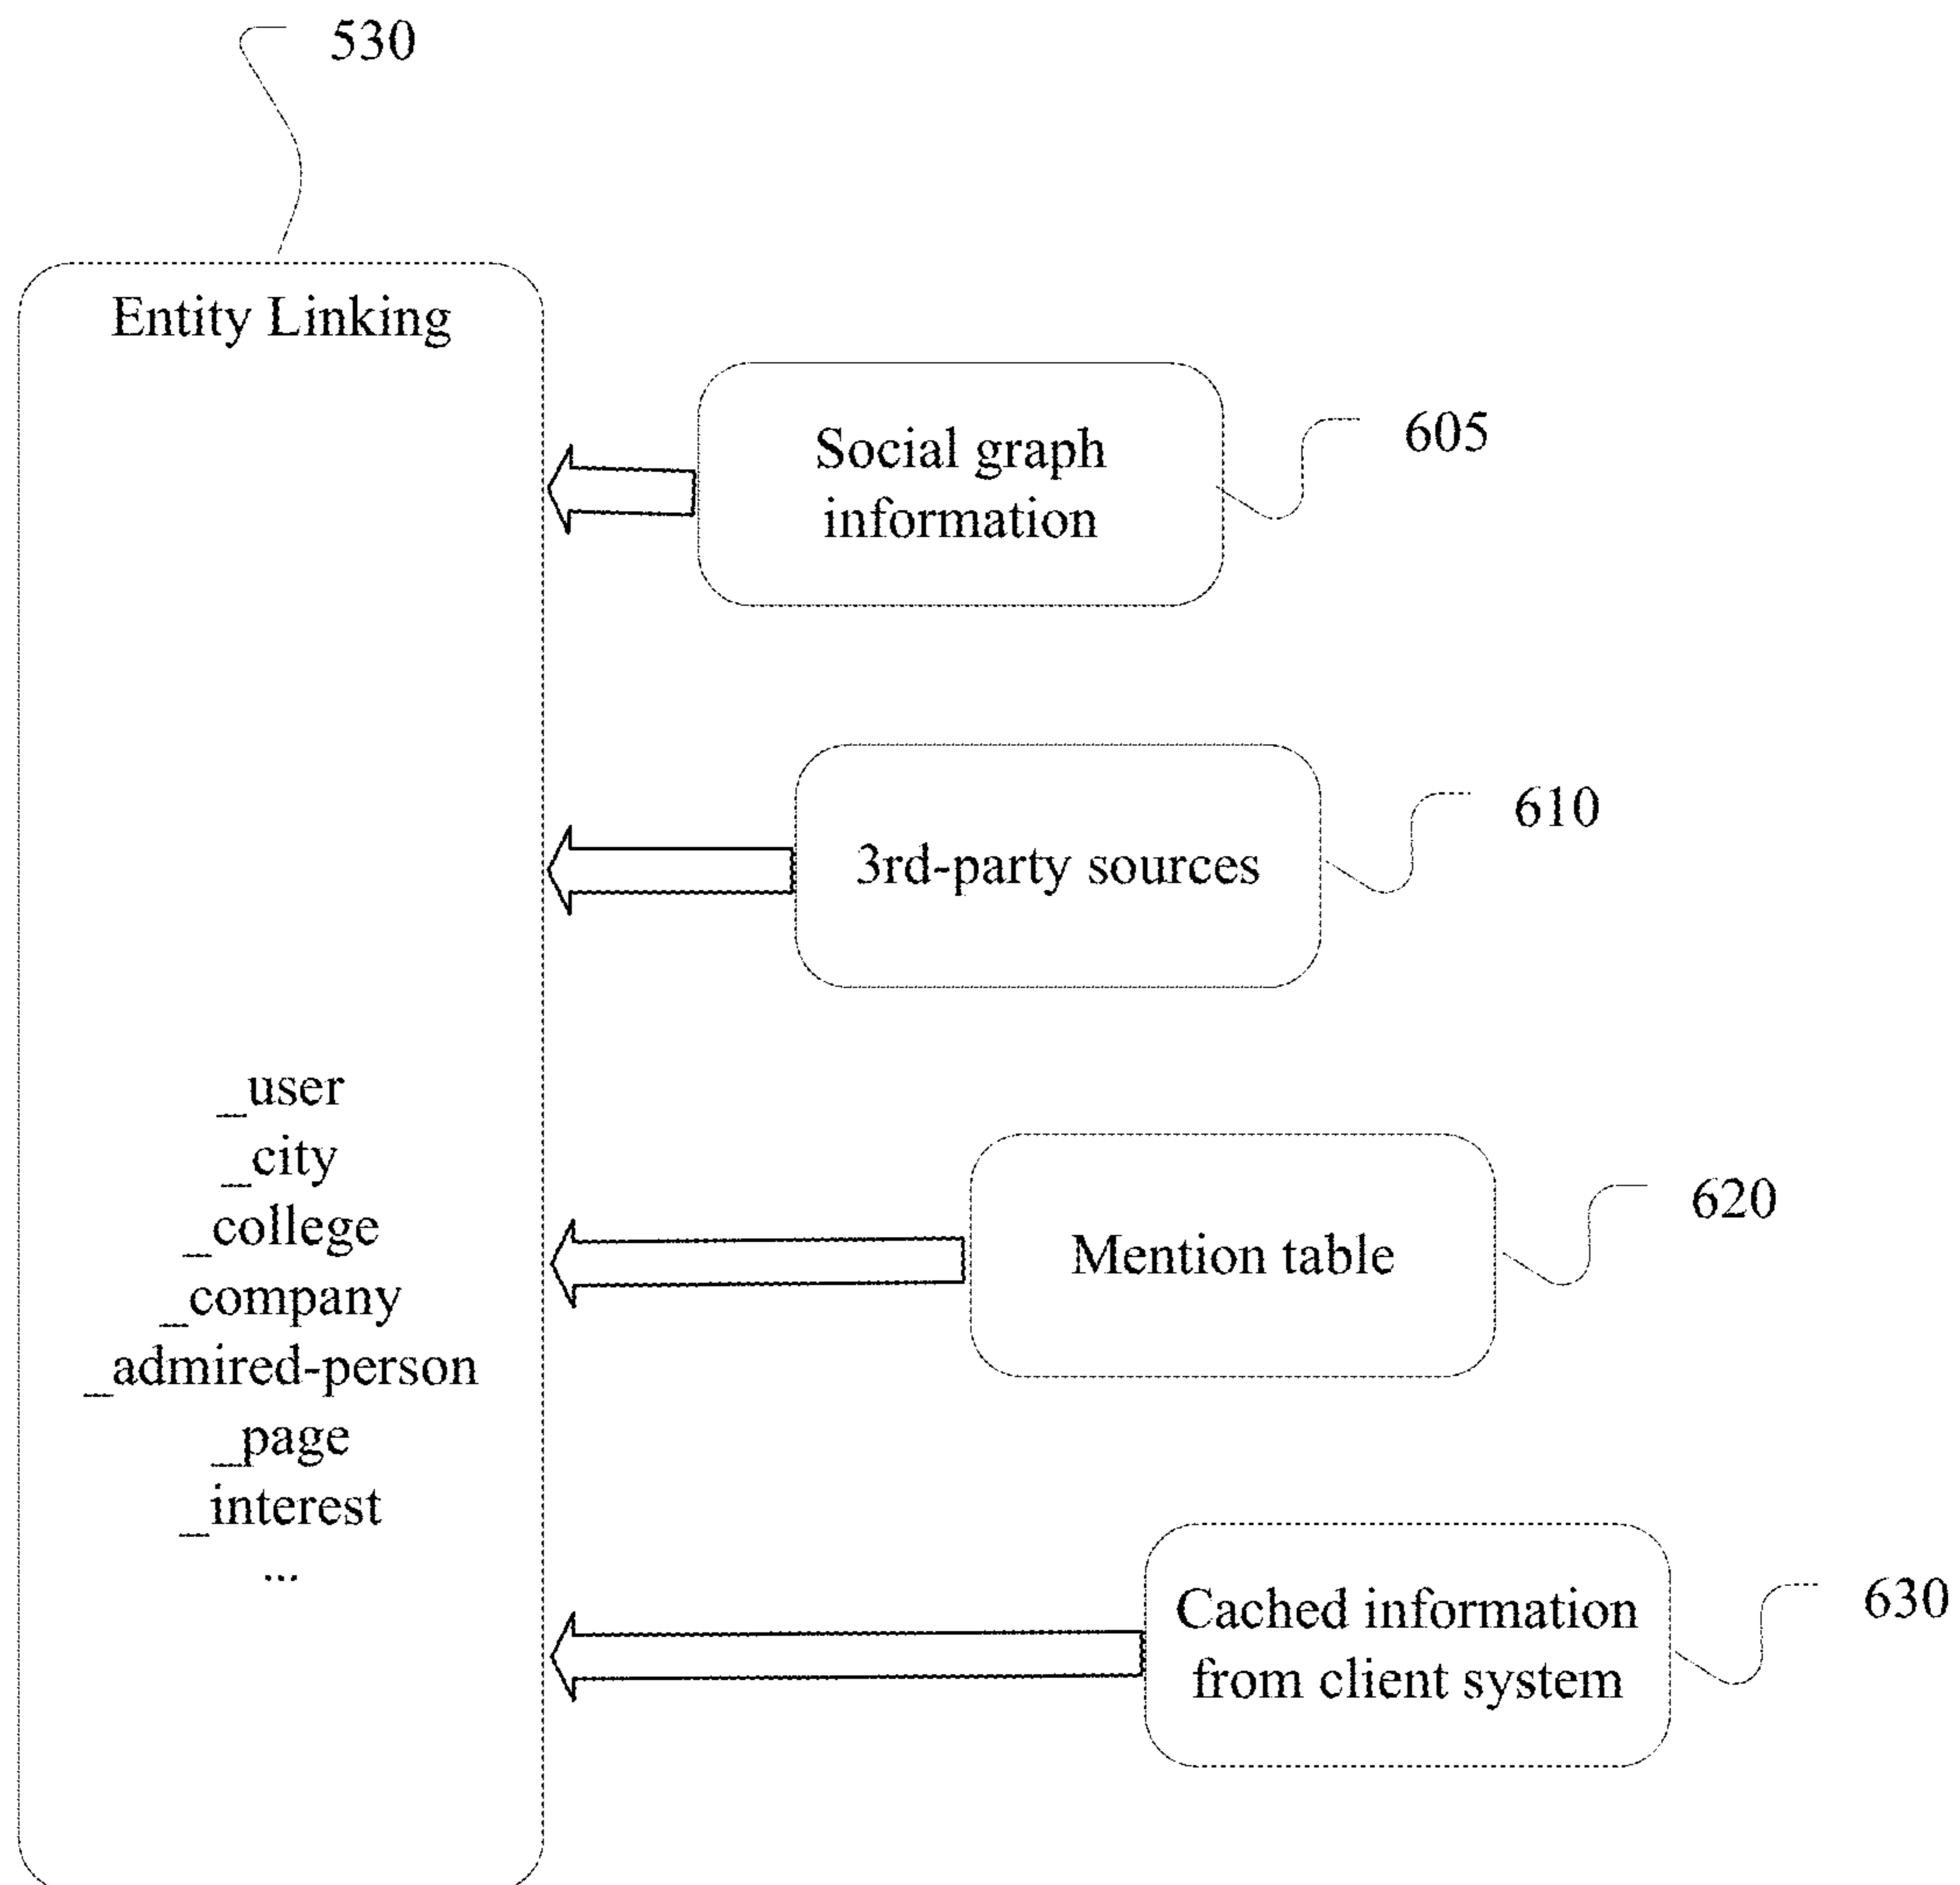 530
Entity Linking
Social graph
information
605
3rd-party sources
610
_user
_city
_college
_company
_admired-person
_page
_interest
...
Mention table
620
Cached information
from client system
630